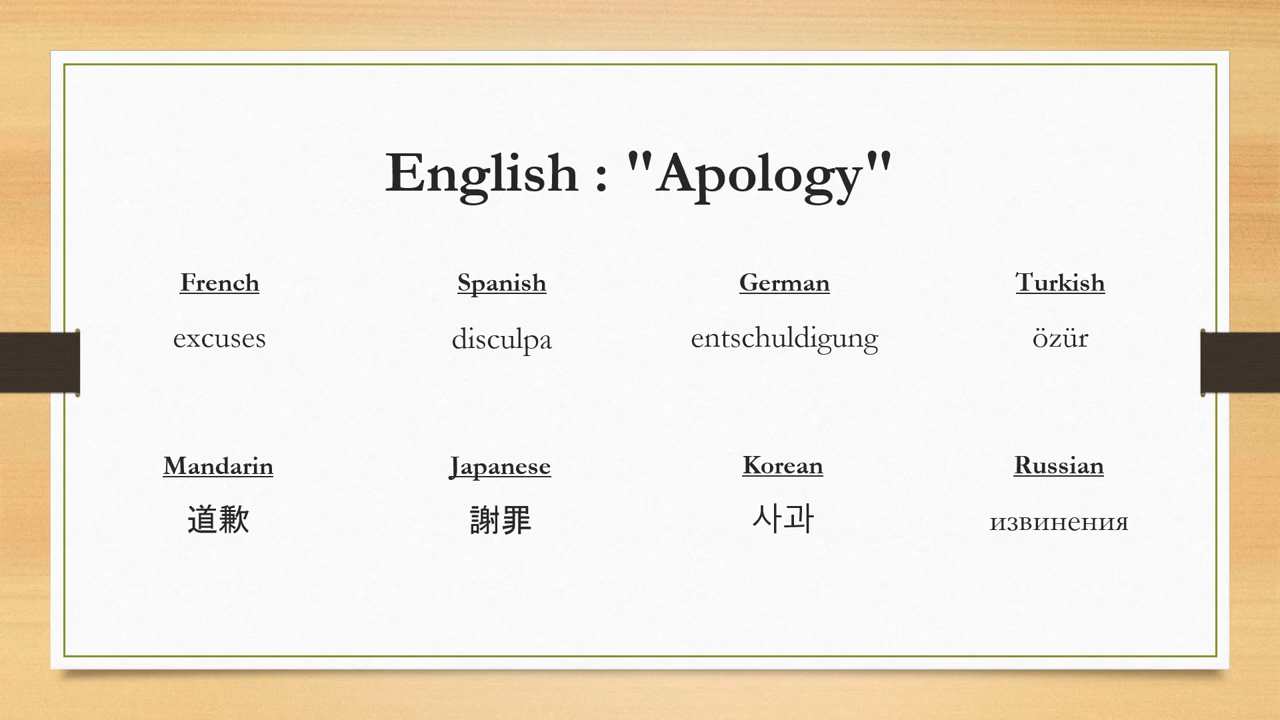 English : "Apology"
French
excuses
Spanish
disculpa
German
entschuldigung
Turkish
özür
Mandarin
道歉
Japanese
謝罪
Korean
사과
Russian
извинения